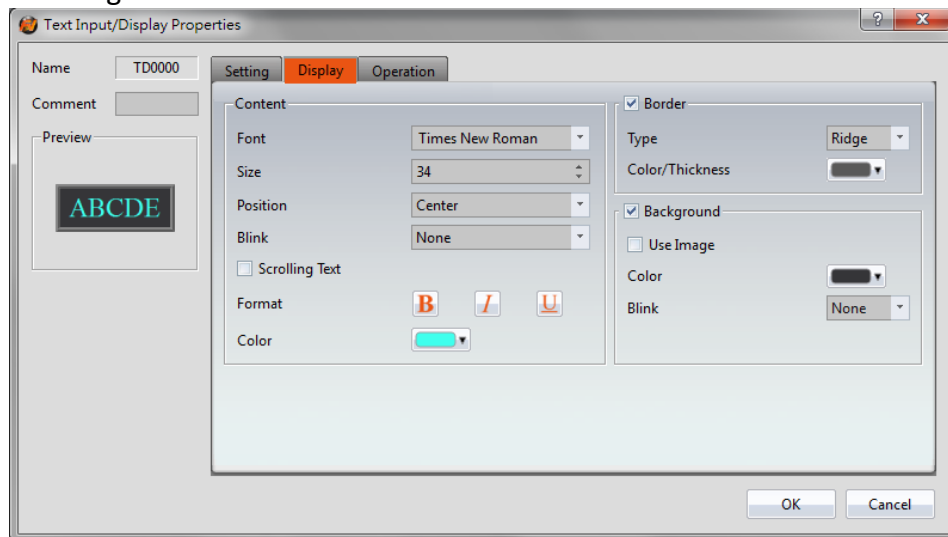 Text Input/Display Properties
Name TD0000
Comment
Preview
ABCDE
Setting Display Operation
Content
Font Times New Roman
Size 34
Position Center
Blink None
Scrolling Text
Format B I U
Color
Border
Type Ridge
Color/Thickness
Background
Use Image
Color
Blink None
OK Cancel